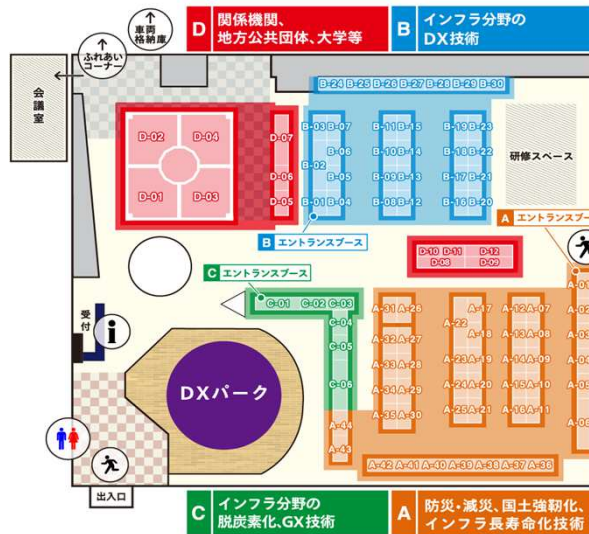 車両
格納庫
ふれあい
コーナー
会議室
D 関係機関、
地方公共団体、大学等
B インフラ分野の
DX技術
B-24 B-25 B-26 B-27 B-28 B-29 B-30
D-02 D-04
D-01 D-03
D-07
D-06
D-05
B-03 B-07
B-06
B-02
B-05
B-01 B-04
B-11 B-15
B-10 B-14
B-09 B-13
B-08 B-12
B-19 B-23
B-18 B-22
B-17 B-21
B-16 B-20
研修スペース
B エントランスブース
A エントランスブー
C エントランスブース
D-10 D-11 D-12
D-08 D-09
C-01 C-02 C-03
C-04
C-05
C-06
A-44
A-43
A-31 A-26
A-32 A-27
A-33 A-28
A-34 A-29
A-35 A-30
A-17
A-22
A-18
A-23 A-19
A-24 A-20
A-25 A-21
A-12 A-07
A-13 A-08
A-14 A-09
A-15 A-10
A-16 A-11
A-01
A-02
A-03
A-04
A-05
A-06
A-42 A-41 A-40 A-39 A-38 A-37 A-36
受付
i
DXパーク
出入口
C インフラ分野の
脱炭素化、GX技術
A 防災・減災、国土強靭化、
インフラ長寿命化技術